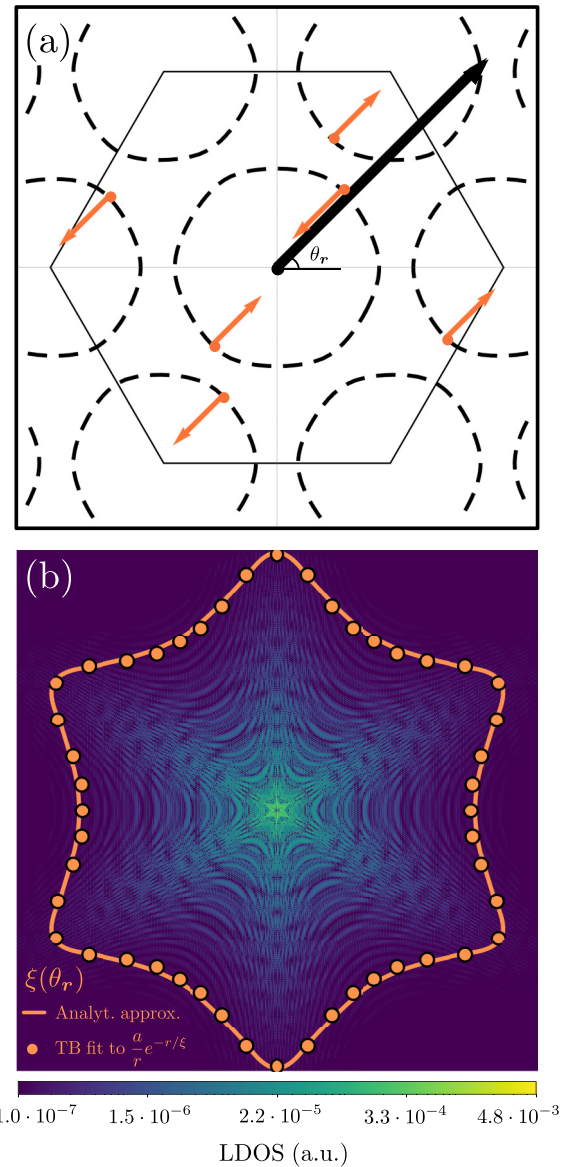 (a)
θᵣ
(b)
ξ(θᵣ)
Analyt. approx.
TB fit to a/r e^{-r/ξ}
1.0 · 10⁻⁷ 1.5 · 10⁻⁶ 2.2 · 10⁻⁵ 3.3 · 10⁻⁴ 4.8 · 10⁻³
LDOS (a.u.)